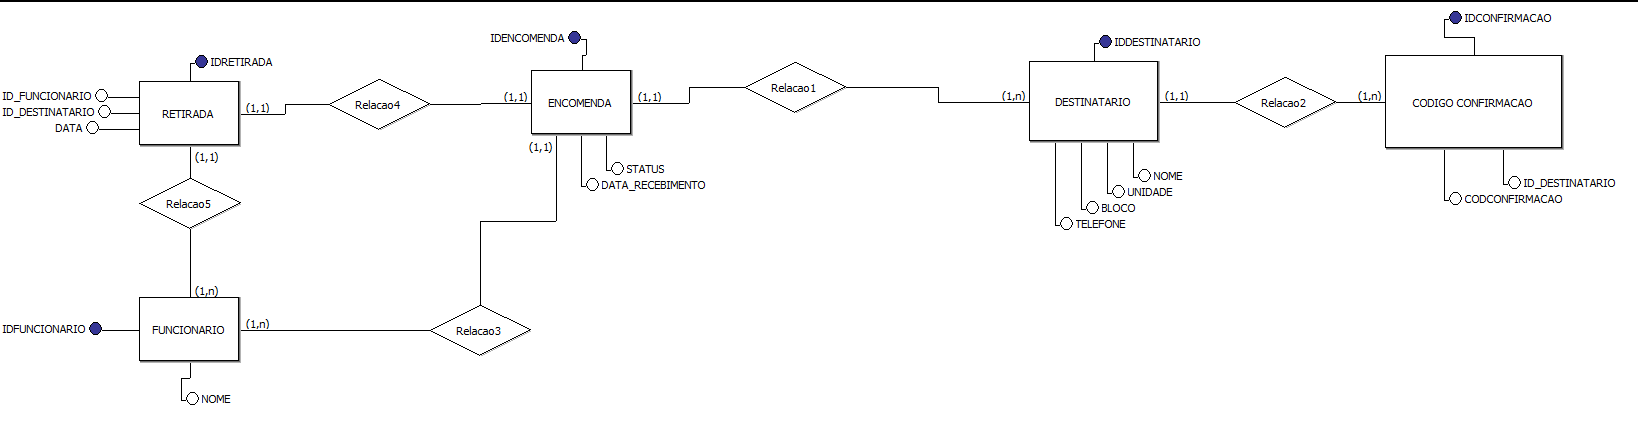 IDCONFIRMACAO
IDENCOMENDA
IDDESTINATARIO
IDRETIRADA
ID_FUNCIONARIO
ID_DESTINATARIO
DATA
RETIRADA
(1,1)
Relacao4
(1,1)
ENCOMENDA
(1,1)
Relacao1
(1,n)
DESTINATARIO
(1,1)
Relacao2
(1,n)
CODIGO CONFIRMACAO
(1,1)
(1,1)
STATUS
DATA_RECEBIMENTO
NOME
UNIDADE
BLOCO
TELEFONE
ID_DESTINATARIO
CODCONFIRMACAO
Relacao5
(1,n)
IDFUNCIONARIO
FUNCIONARIO
(1,n)
Relacao3
NOME